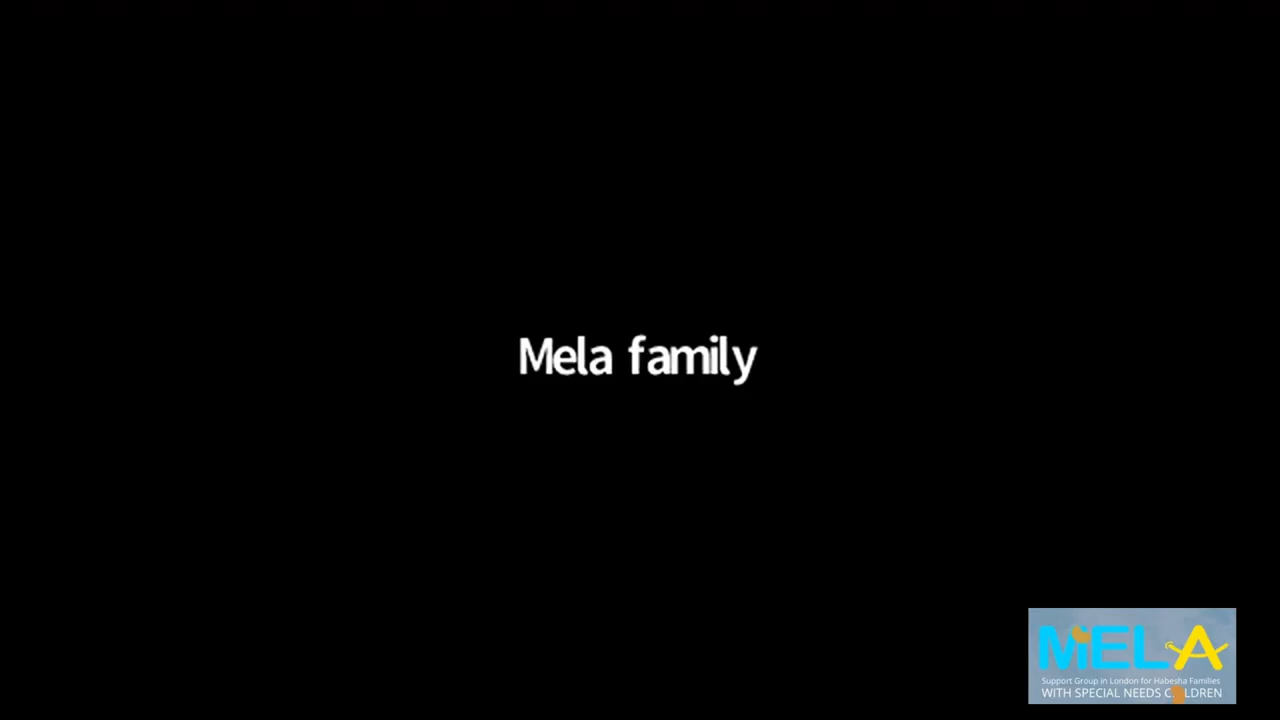 Mela family
MELA
Support Group in London for Habesha Families
WITH SPECIAL NEEDS